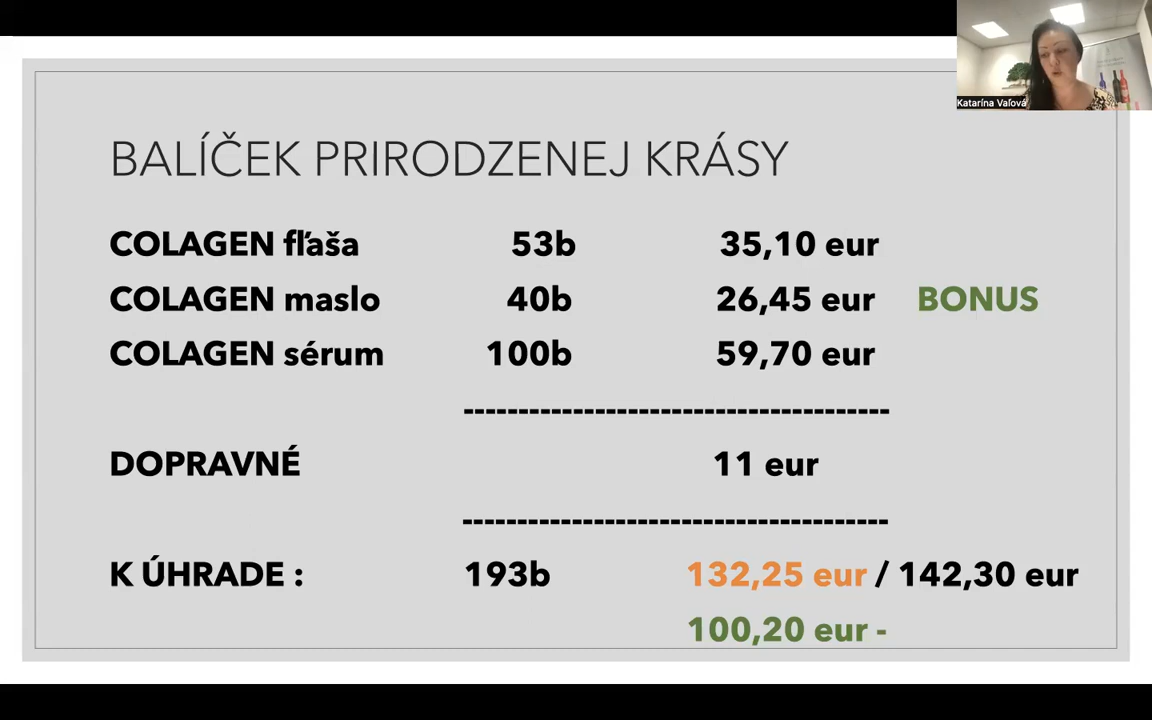 Katarína Vaľová
BALÍČEK PRIRODZENEJ KRÁSY
COLAGEN fľaša 53b 35,10 eur
COLAGEN maslo 40b 26,45 eur BONUS
COLAGEN sérum 100b 59,70 eur
---------------------------------------
DOPRAVNÉ 11 eur
---------------------------------------
K ÚHRADE : 193b 132,25 eur / 142,30 eur
100,20 eur -